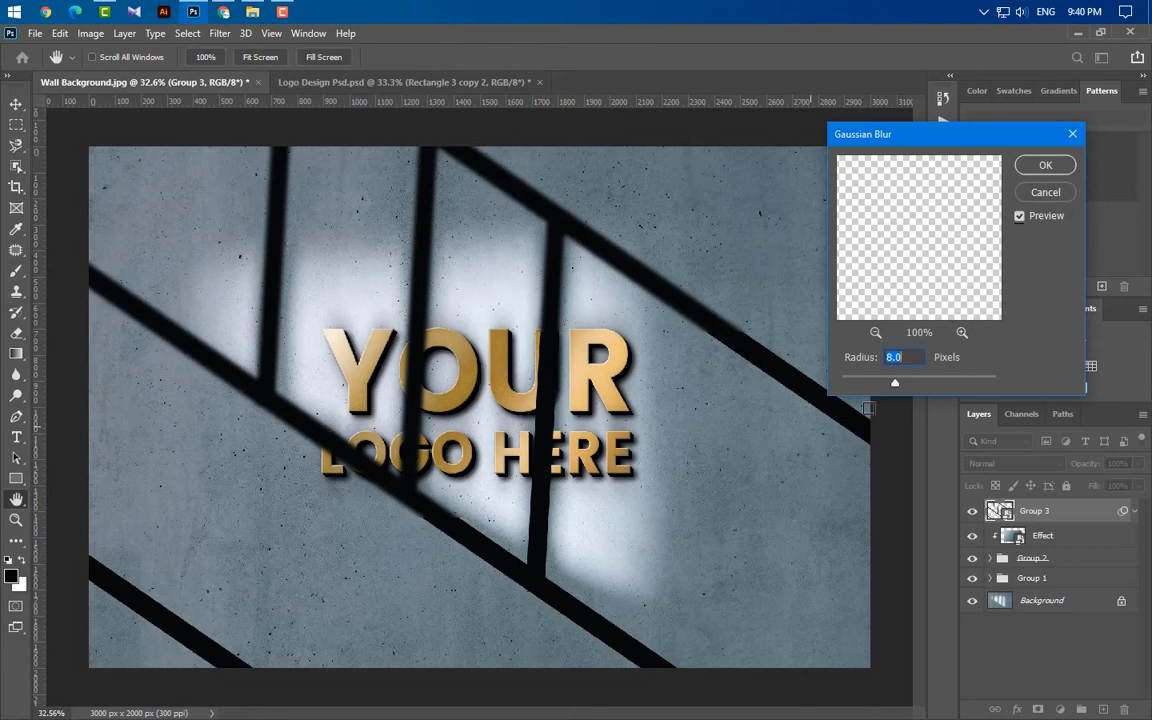 ENG
9:40 PM
File Edit Image Layer Type Select Filter 3D View Window Help
Scroll All Windows
100%
Fit Screen
Fill Screen
Wall Background.jpg @ 32.6% (Group 3, RGB/8*) *
Logo Design Psd.psd @ 33.3% (Rectangle 3 copy 2, RGB/8*) *
Color Swatches Gradients Patterns
Gaussian Blur
OK
Cancel
Preview
100%
Radius: 8.0 Pixels
YOUR
LOGO HERE
Layers Channels Paths
Kind
Normal
Opacity: 100%
Locks:
Fill: 100%
Group 3
Effect
Group 2
Group 1
Background
32.56%
3000 px x 2000 px (300 ppi)